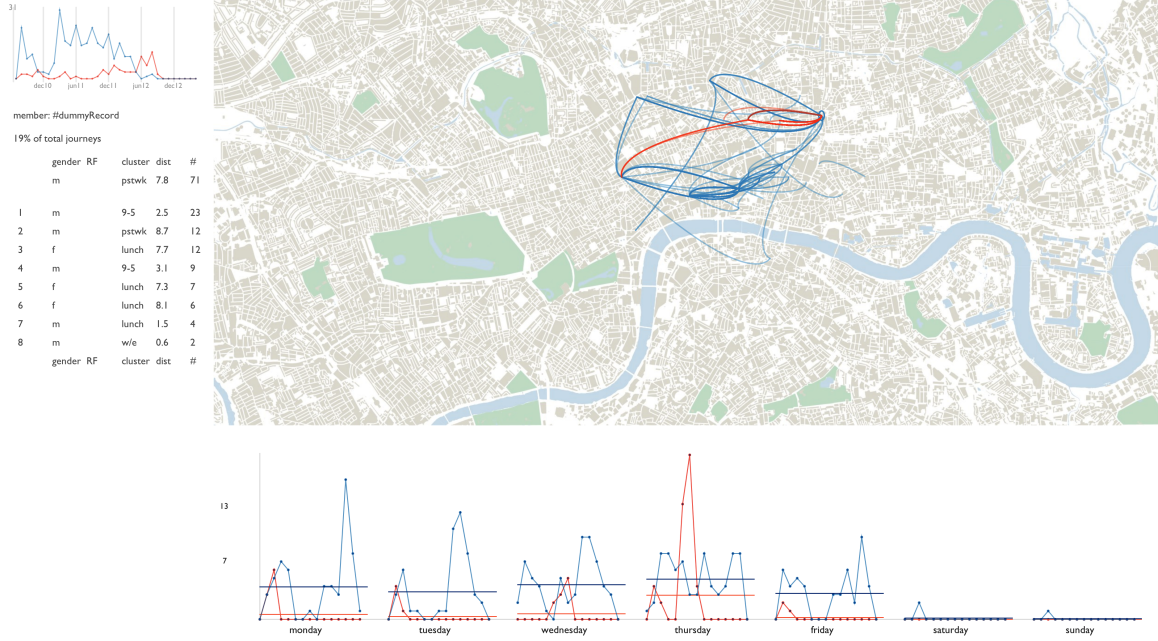 31
dec10 jun11 dec11 jun12 dec12
member: #dummyRecord
19% of total journeys
gender RF cluster dist #
m pstwk 7.8 71
1 m 9-5 2.5 23
2 m pstwk 8.7 12
3 f lunch 7.7 12
4 m 9-5 3.1 9
5 f lunch 7.3 7
6 f lunch 8.1 6
7 m lunch 1.5 4
8 m w/e 0.6 2
gender RF cluster dist #
13
7
monday tuesday wednesday thursday friday saturday sunday